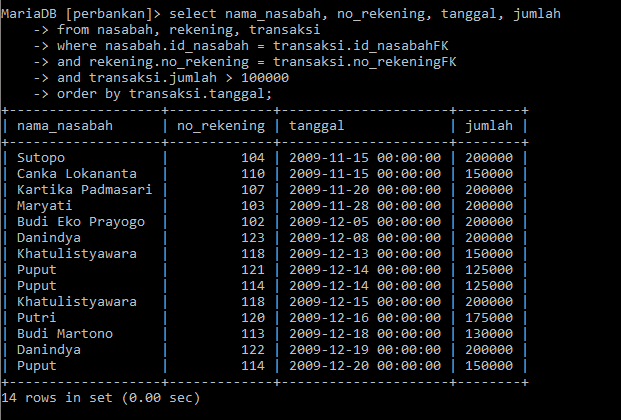 MariaDB [perbankan]> select nama_nasabah, no_rekening, tanggal, jumlah
    -> from nasabah, rekening, transaksi
    -> where nasabah.id_nasabah = transaksi.id_nasabahFK
    -> and rekening.no_rekening = transaksi.no_rekeningFK
    -> and transaksi.jumlah > 100000
    -> order by transaksi.tanggal;
+-------------------+-------------+---------------------+--------+
| nama_nasabah      | no_rekening | tanggal             | jumlah |
+-------------------+-------------+---------------------+--------+
| Sutopo            |         104 | 2009-11-15 00:00:00 | 200000 |
| Canka Lokananta   |         110 | 2009-11-15 00:00:00 | 150000 |
| Kartika Padmasari |         107 | 2009-11-20 00:00:00 | 200000 |
| Maryati           |         103 | 2009-11-28 00:00:00 | 200000 |
| Budi Eko Prayogo  |         102 | 2009-12-05 00:00:00 | 200000 |
| Danindya          |         123 | 2009-12-08 00:00:00 | 200000 |
| Khatulistyawara   |         118 | 2009-12-13 00:00:00 | 150000 |
| Puput             |         121 | 2009-12-14 00:00:00 | 125000 |
| Puput             |         114 | 2009-12-14 00:00:00 | 125000 |
| Khatulistyawara   |         118 | 2009-12-15 00:00:00 | 200000 |
| Putri             |         120 | 2009-12-16 00:00:00 | 175000 |
| Budi Martono      |         113 | 2009-12-18 00:00:00 | 130000 |
| Danindya          |         122 | 2009-12-19 00:00:00 | 200000 |
| Puput             |         114 | 2009-12-20 00:00:00 | 150000 |
+-------------------+-------------+---------------------+--------+
14 rows in set (0.00 sec)